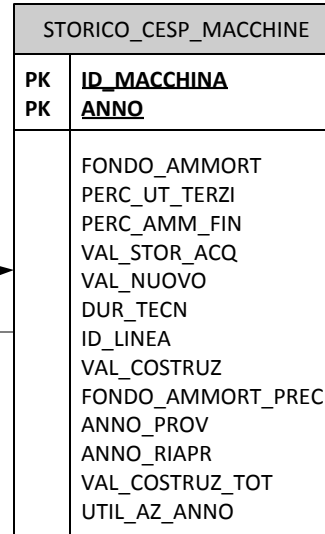 STORICO_CESP_MACCHINE
PK ID_MACCHINA
PK ANNO
FONDO_AMMORT
PERC_UT_TERZI
PERC_AMM_FIN
VAL_STOR_ACQ
VAL_NUOVO
DUR_TECN
ID_LINEA
VAL_COSTRUZ
FONDO_AMMORT_PREC
ANNO_PROV
ANNO_RIAPR
VAL_COSTRUZ_TOT
UTIL_AZ_ANNO